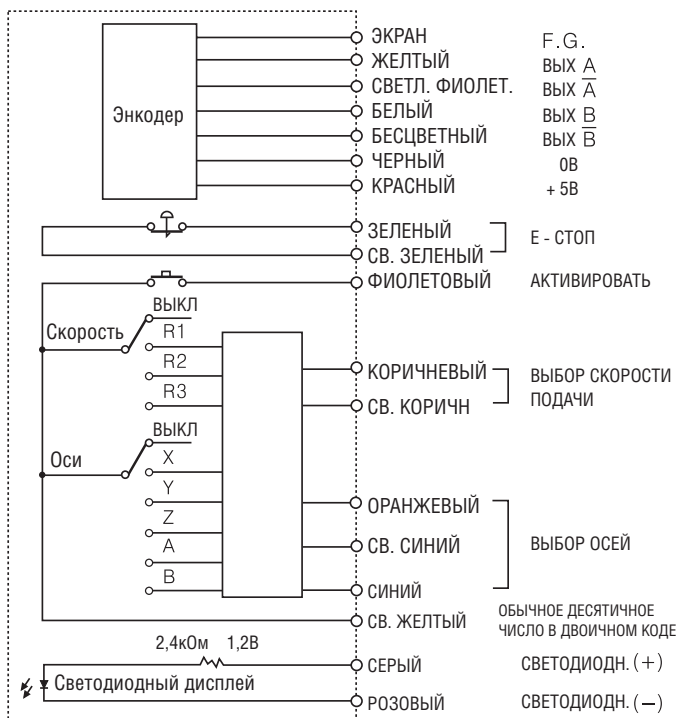 ЭКРАН F.G.
ЖЕЛТЫЙ ВЫХ A
СВЕТЛ. ФИОЛЕТ. ВЫХ A̅
Энкодер БЕЛЫЙ ВЫХ B
БЕСЦВЕТНЫЙ ВЫХ B̅
ЧЕРНЫЙ 0В
КРАСНЫЙ + 5В
ЗЕЛЕНЫЙ
Е - СТОП
СВ. ЗЕЛЕНЫЙ
ФИОЛЕТОВЫЙ АКТИВИРОВАТЬ
ВЫКЛ
Скорость R1
R2
КОРИЧНЕВЫЙ ВЫБОР СКОРОСТИ
R3 ПОДАЧИ
СВ. КОРИЧН
ВЫКЛ
Оси X
Y
ОРАНЖЕВЫЙ
Z
A СВ. СИНИЙ ВЫБОР ОСЕЙ
B
СИНИЙ
СВ. ЖЕЛТЫЙ ОБЫЧНОЕ ДЕСЯТИЧНОЕ
ЧИСЛО В ДВОИЧНОМ КОДЕ
2,4кОм 1,2В
СЕРЫЙ СВЕТОДИОДН. (+)
Светодиодный дисплей
РОЗОВЫЙ СВЕТОДИОДН. (−)